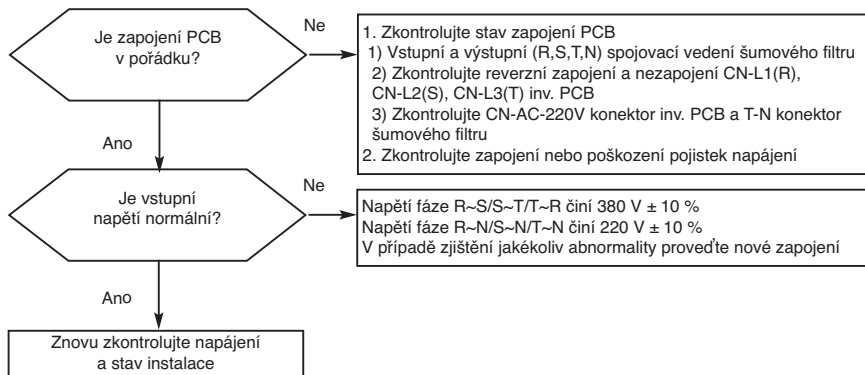 Je zapojení PCB
v pořádku?
Ne
1. Zkontrolujte stav zapojení PCB
1) Vstupní a výstupní (R,S,T,N) spojovací vedení šumového filtru
2) Zkontrolujte reverzní zapojení a nezapojení CN-L1(R),
CN-L2(S), CN-L3(T) inv. PCB
3) Zkontrolujte CN-AC-220V konektor inv. PCB a T-N konektor
šumového filtru
2. Zkontrolujte zapojení nebo poškození pojistek napájení
Ano
Je vstupní
napětí normální?
Ne
Napětí fáze R~S/S~T/T~R činí 380 V ± 10 %
Napětí fáze R~N/S~N/T~N činí 220 V ± 10 %
V případě zjištění jakékoliv abnormality proveďte nové zapojení
Ano
Znovu zkontrolujte napájení
a stav instalace